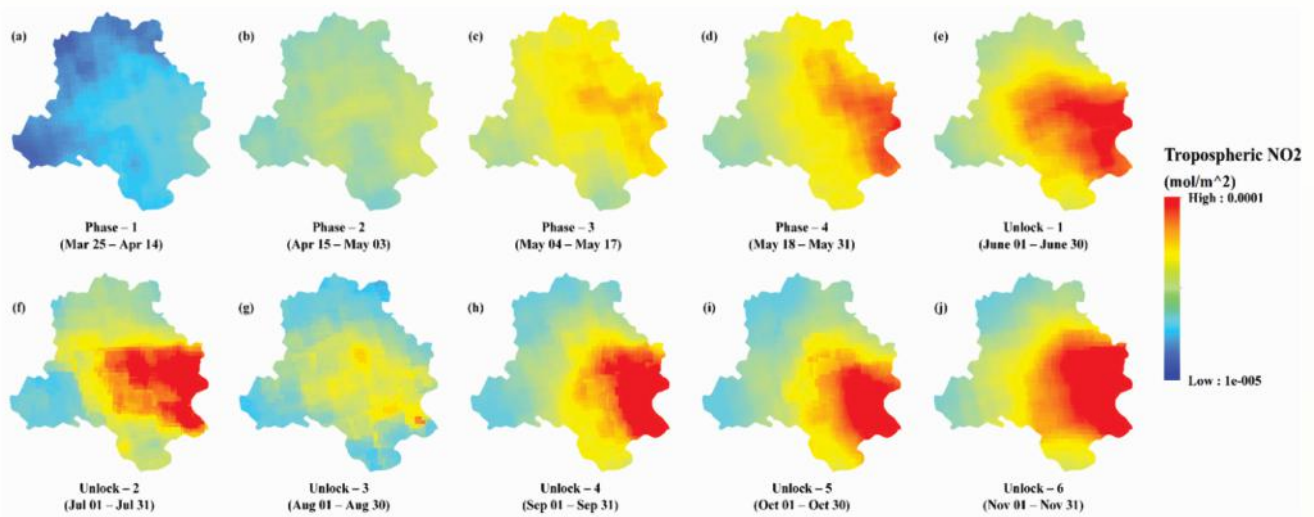 (a)
(b)
(c)
(d)
(e)
Phase – 1
(Mar 25 – Apr 14)
Phase – 2
(Apr 15 – May 03)
Phase – 3
(May 04 – May 17)
Phase – 4
(May 18 – May 31)
Unlock – 1
(June 01 – June 30)
Tropospheric NO2
(mol/m^2)
High : 0.0001
Low : 1e-005
(f)
(g)
(h)
(i)
(j)
Unlock – 2
(Jul 01 – Jul 31)
Unlock – 3
(Aug 01 – Aug 30)
Unlock – 4
(Sep 01 – Sep 31)
Unlock – 5
(Oct 01 – Oct 30)
Unlock – 6
(Nov 01 – Nov 31)